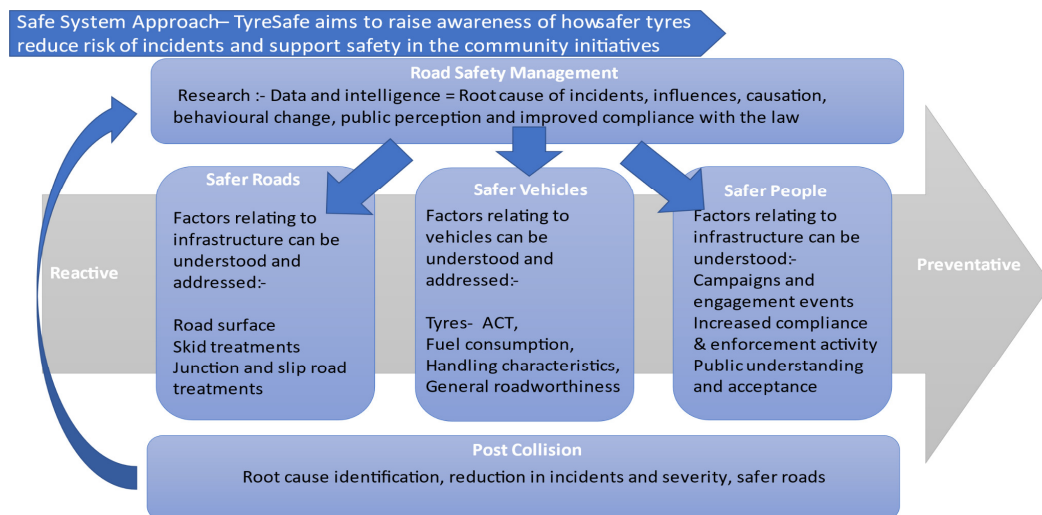 Safe System Approach– TyreSafe aims to raise awareness of howsafer tyres
reduce risk of incidents and support safety in the community initiatives
Road Safety Management
Research :- Data and intelligence = Root cause of incidents, influences, causation,
behavioural change, public perception and improved compliance with the law
Reactive
Safer Roads
Factors relating to
infrastructure can be
understood and
addressed:-
Road surface
Skid treatments
Junction and slip road
treatments
Safer Vehicles
Factors relating to
vehicles can be
understood and
addressed:-
Tyres- ACT,
Fuel consumption,
Handling characteristics,
General roadworthiness
Safer People
Factors relating to
infrastructure can be
understood:-
Campaigns and
engagement events
Increased compliance
& enforcement activity
Public understanding
and acceptance
Preventative
Post Collision
Root cause identification, reduction in incidents and severity, safer roads